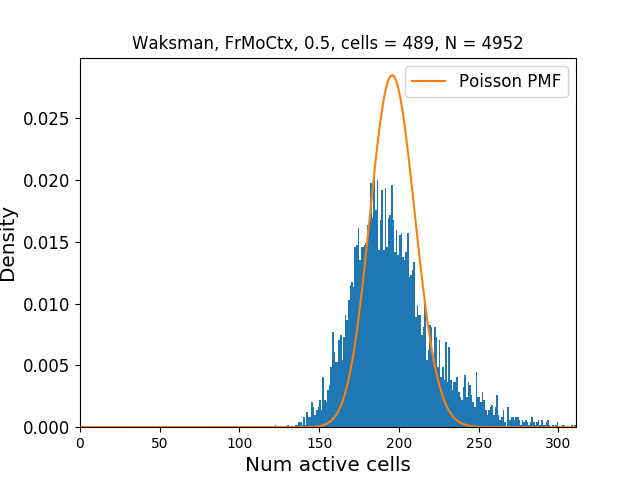 Waksman, FrMoCtx, 0.5, cells = 489, N = 4952
Poisson PMF
Density
0.025
0.020
0.015
0.010
0.005
0.000
0 50 100 150 200 250 300
Num active cells